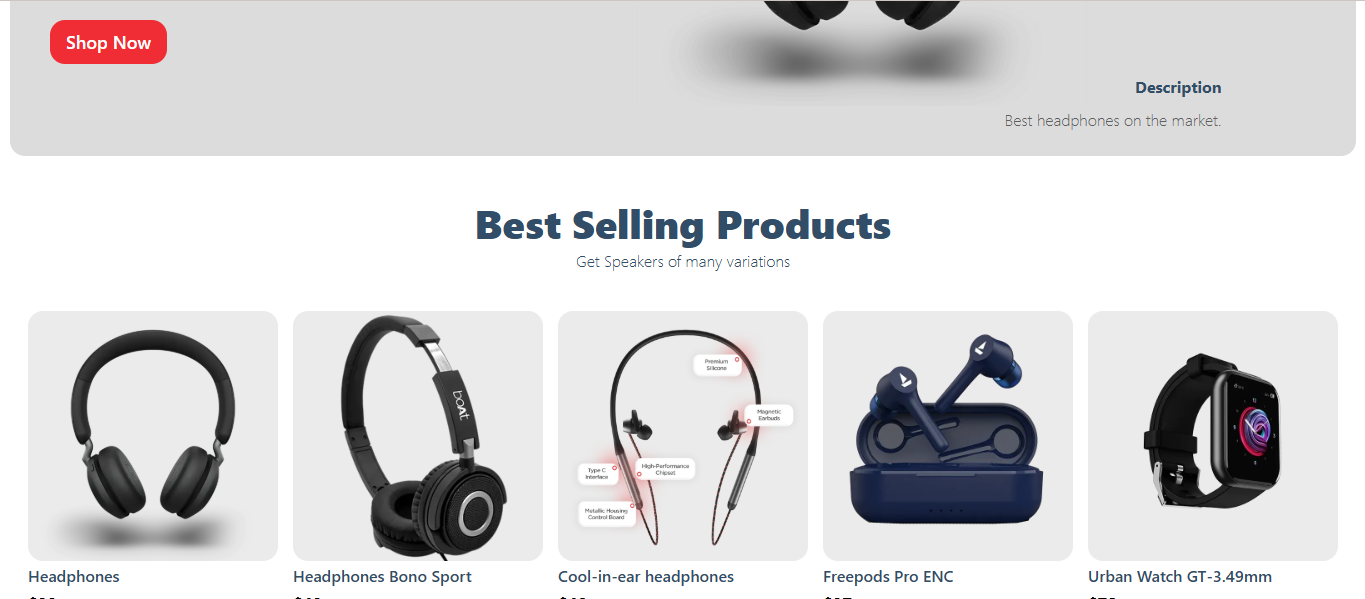 Shop Now
Description
Best headphones on the market.
Best Selling Products
Get Speakers of many variations
boAt
Premium
Silicone
Magnetic
Earbuds
Type C
Interface
High-Performance
Chipset
Metallic Housing
Control Board
Headphones
Headphones Bono Sport
Cool-in-ear headphones
Freepods Pro ENC
Urban Watch GT-3.49mm